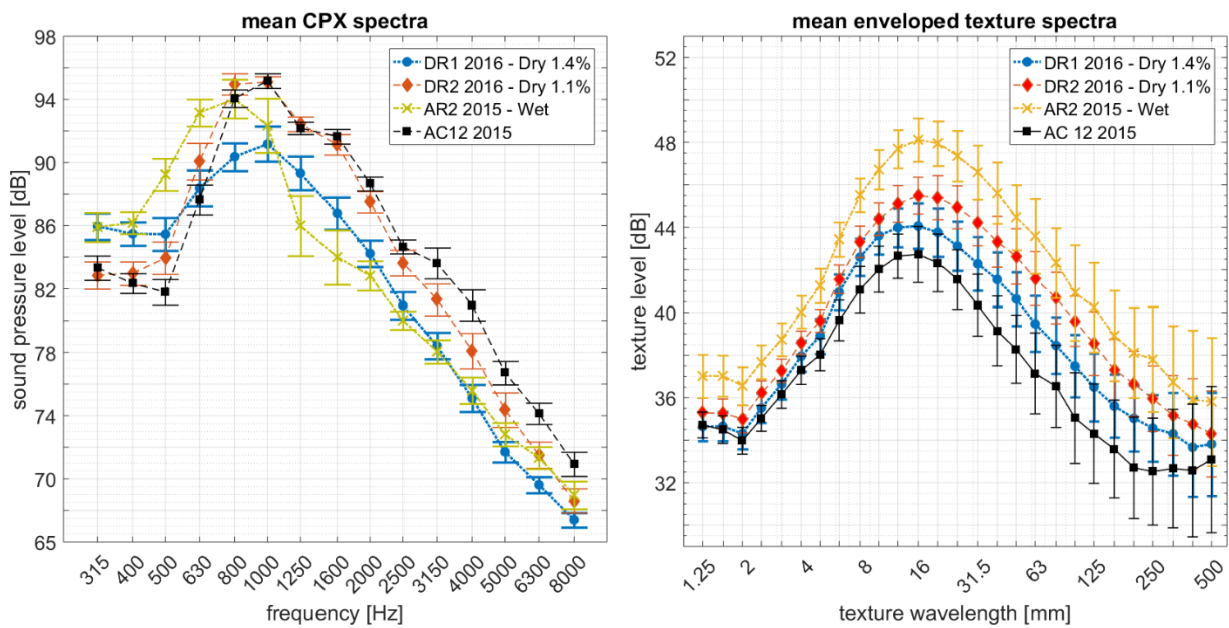 mean CPX spectra
98
94
90
86
82
78
74
70
65
sound pressure level [dB]
315
400
500
630
800
1000
1250
1600
2000
2500
3150
4000
5000
6300
8000
frequency [Hz]
DR1 2016 - Dry 1.4%
DR2 2016 - Dry 1.1%
AR2 2015 - Wet
AC12 2015
mean enveloped texture spectra
52
48
44
40
36
32
texture level [dB]
1.25
2
4
8
16
31.5
63
125
250
500
texture wavelength [mm]
DR1 2016 - Dry 1.4%
DR2 2016 - Dry 1.1%
AR2 2015 - Wet
AC 12 2015